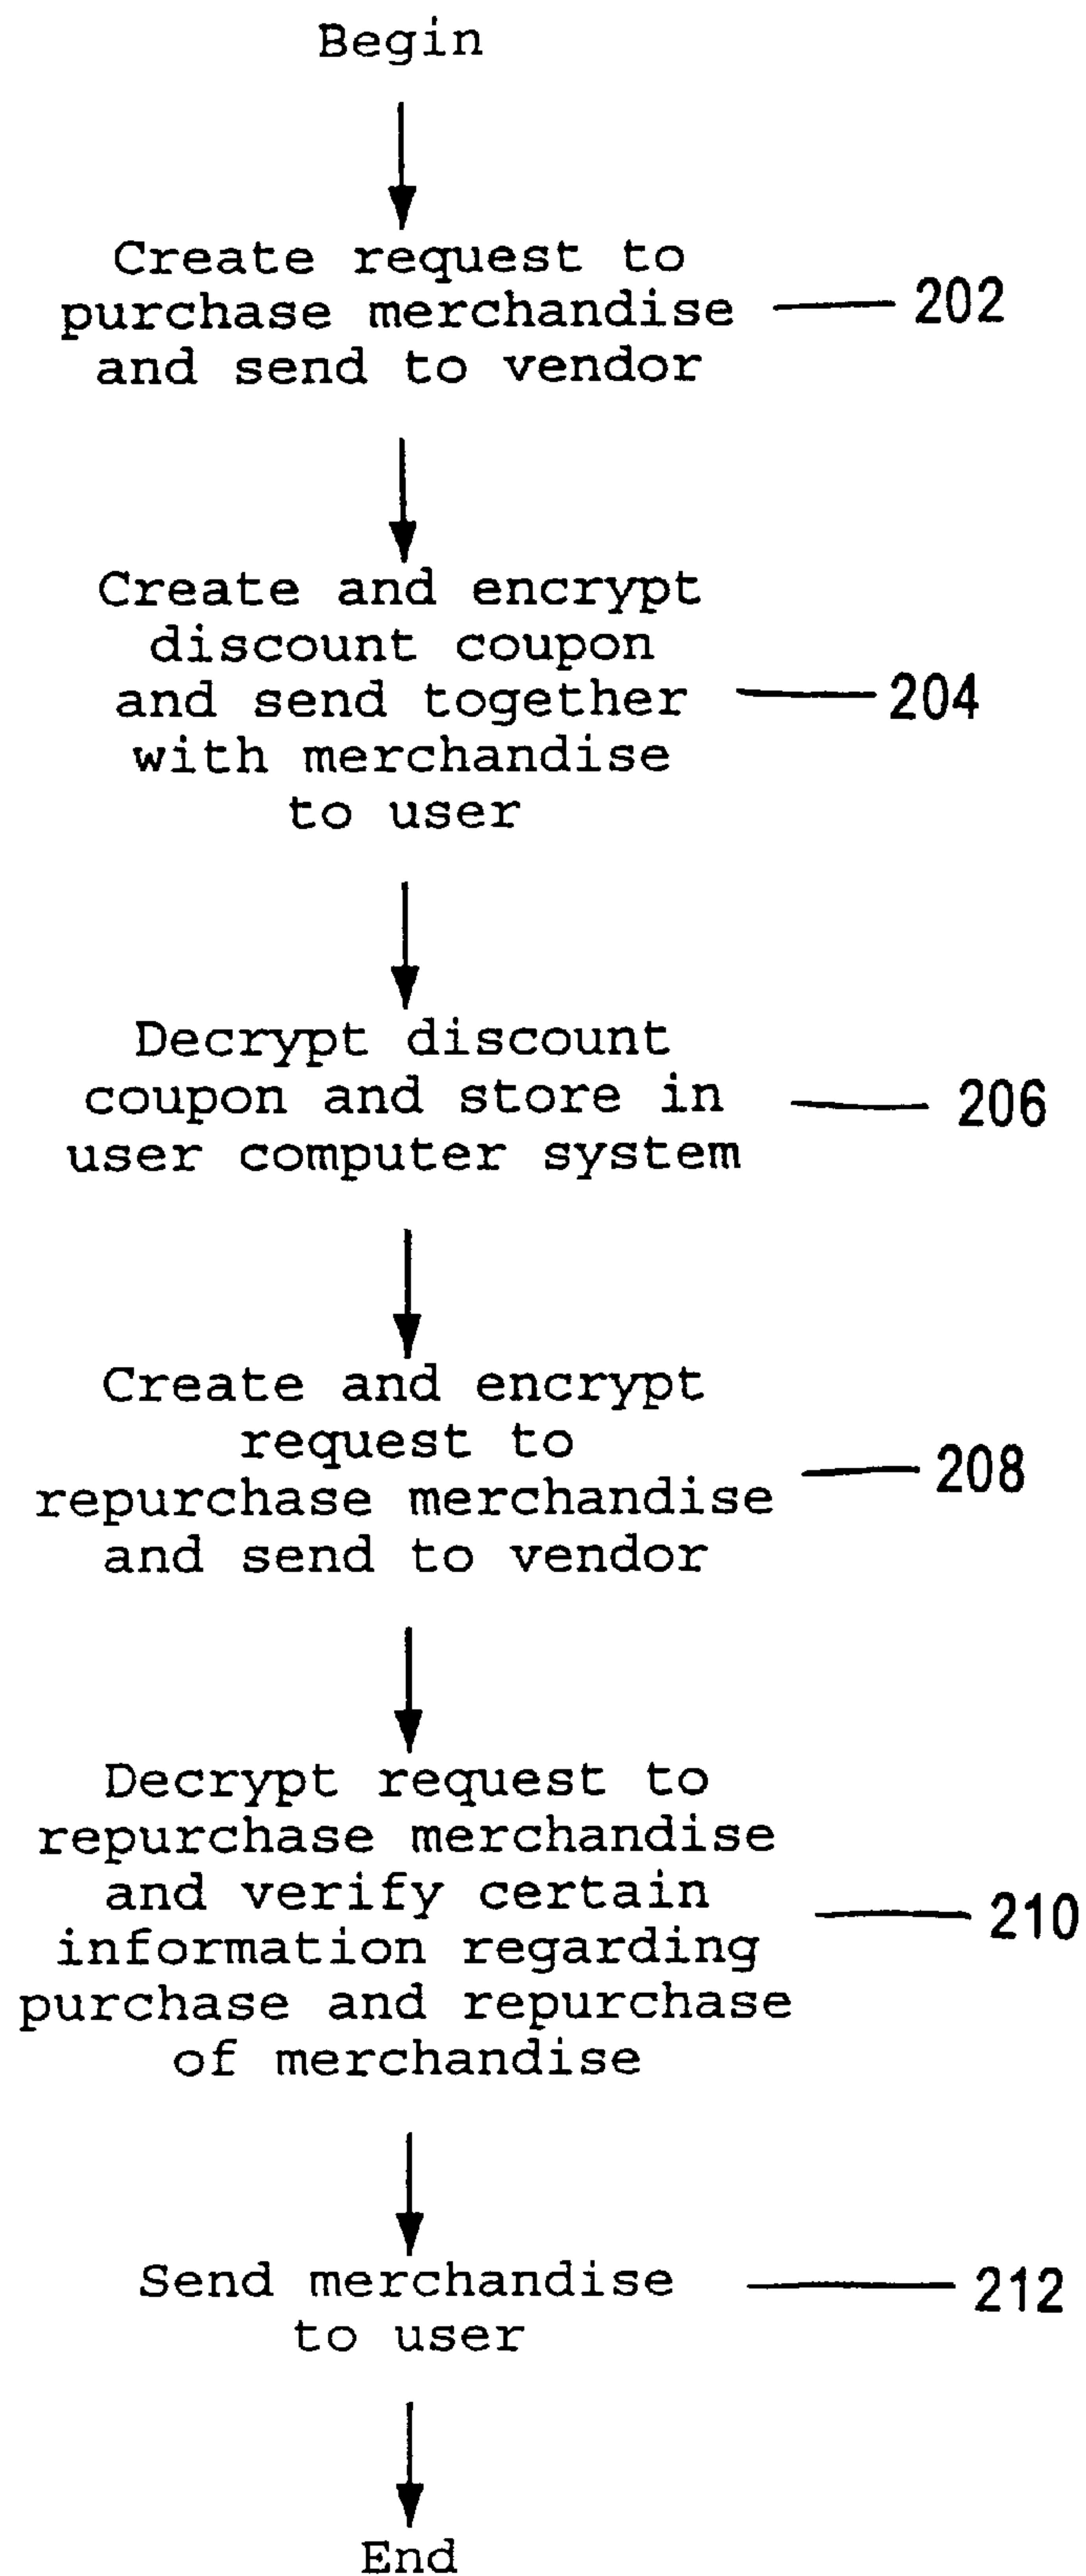 Begin
Create request to
purchase merchandise
and send to vendor
202
Create and encrypt
discount coupon
and send together
with merchandise
to user
204
Decrypt discount
coupon and store in
user computer system
206
Create and encrypt
request to
repurchase merchandise
and send to vendor
208
Decrypt request to
repurchase merchandise
and verify certain
information regarding
purchase and repurchase
of merchandise
210
Send merchandise
to user
212
End